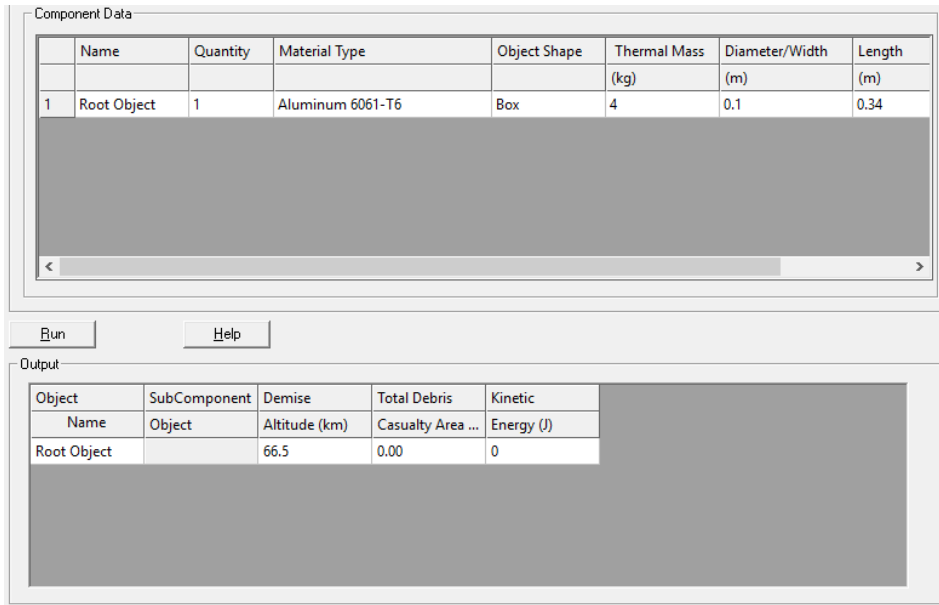 Component Data
Name Quantity Material Type Object Shape Thermal Mass Diameter/Width Length
(kg) (m) (m)
1 Root Object 1 Aluminum 6061-T6 Box 4 0.1 0.34
Run Help
Output
Object SubComponent Demise Total Debris Kinetic
Name Object Altitude (km) Casualty Area ... Energy (J)
Root Object 66.5 0.00 0